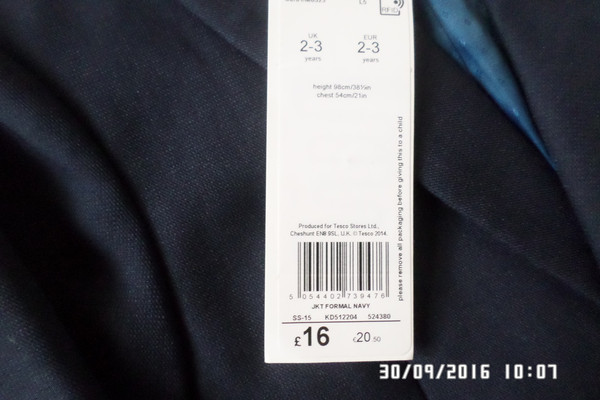 15
RFID
UK
2-3
years
EUR
2-3
years
height 98cm/38½in
chest 54cm/21in
please remove all packaging before giving this to a child
Produced for Tesco Stores Ltd.,
Cheshunt EN8 9SL, U.K. © Tesco 2014.
5 054402 739476
JKT FORMAL NAVY
SS-15 KD512204 524380
£16 €20.50
30/09/2016 10:07